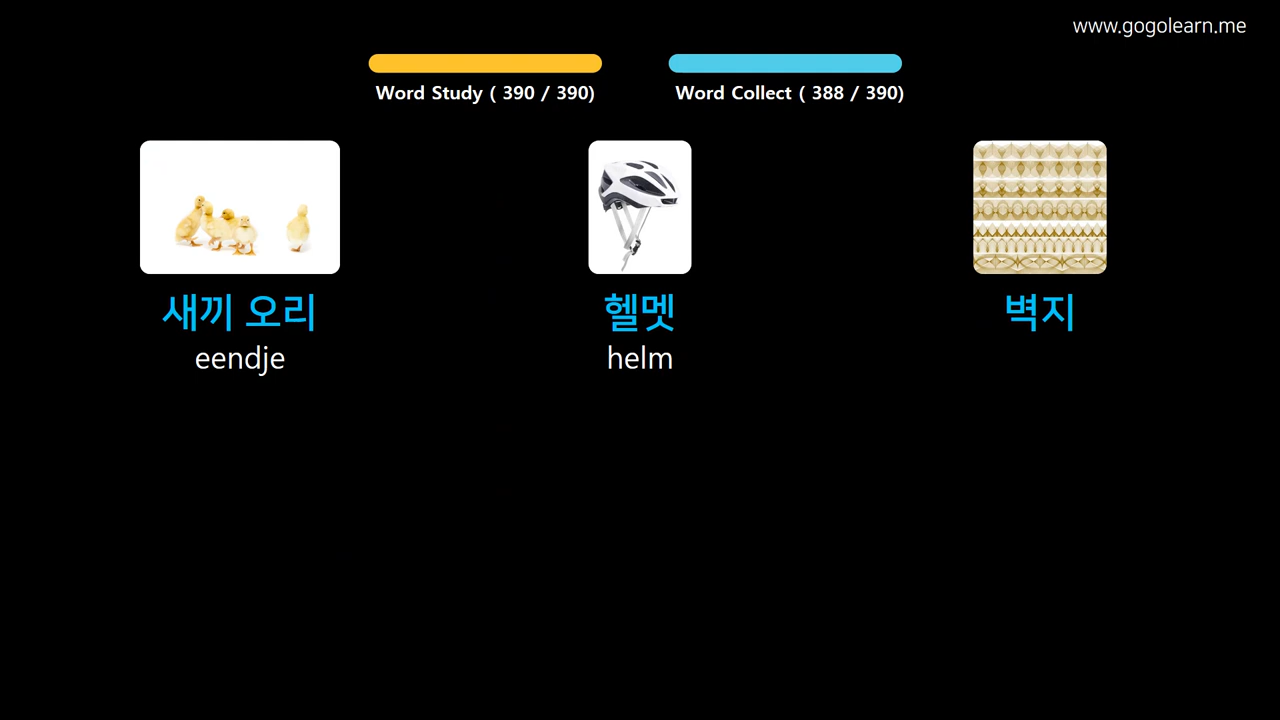 www.gogolearn.me
Word Study ( 390 / 390)
Word Collect ( 388 / 390)
새끼 오리
헬멧
벽지
eendje
helm